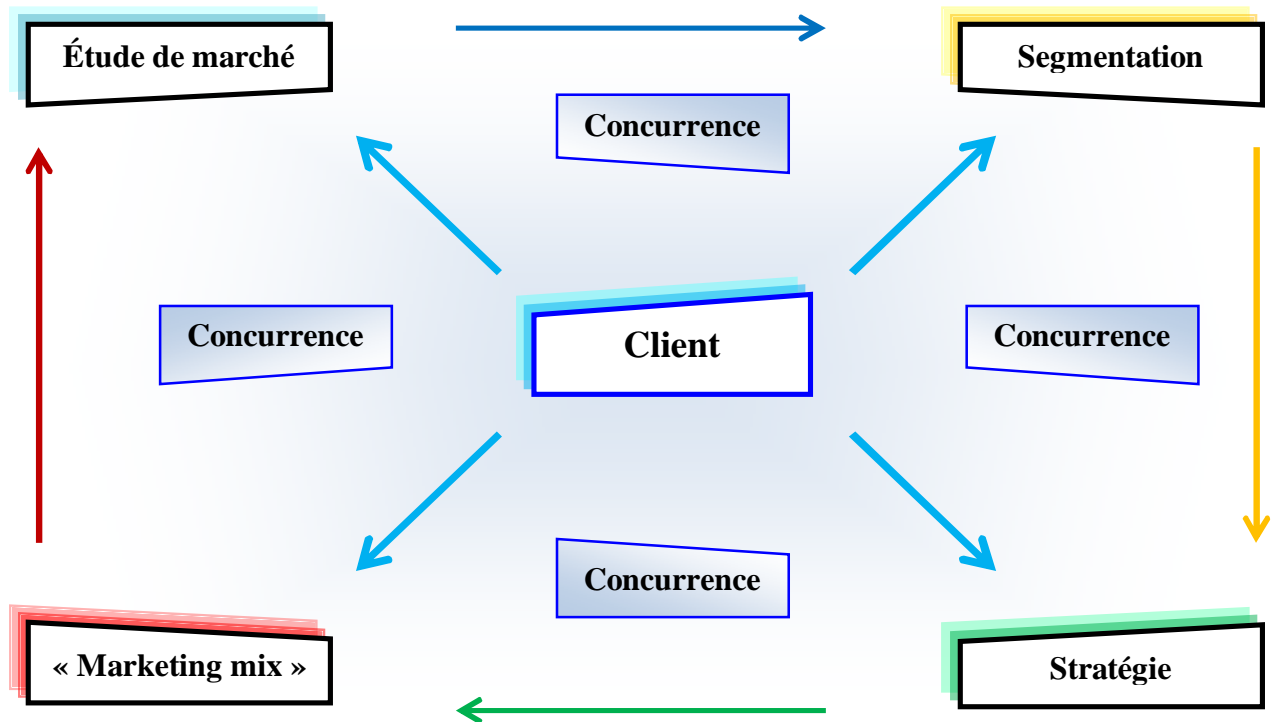 Étude de marché
Segmentation
Concurrence
Concurrence
Client
Concurrence
Concurrence
« Marketing mix »
Stratégie